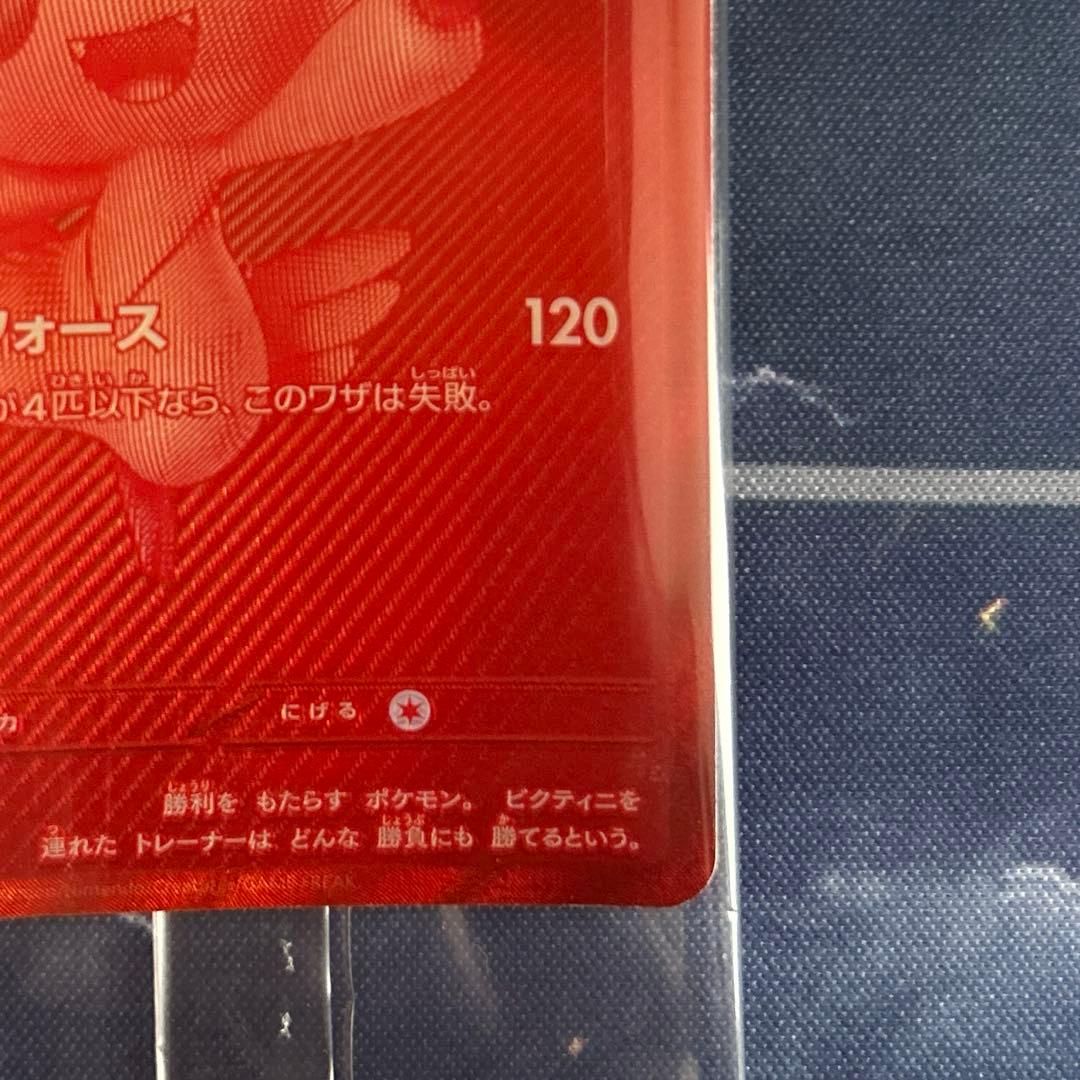 フォース 120
が4匹以下なら、このワザは失敗。
力 にげる
勝利を もたらす ポケモン。 ビクティニを
連れた トレーナーは どんな 勝負にも 勝てるという。